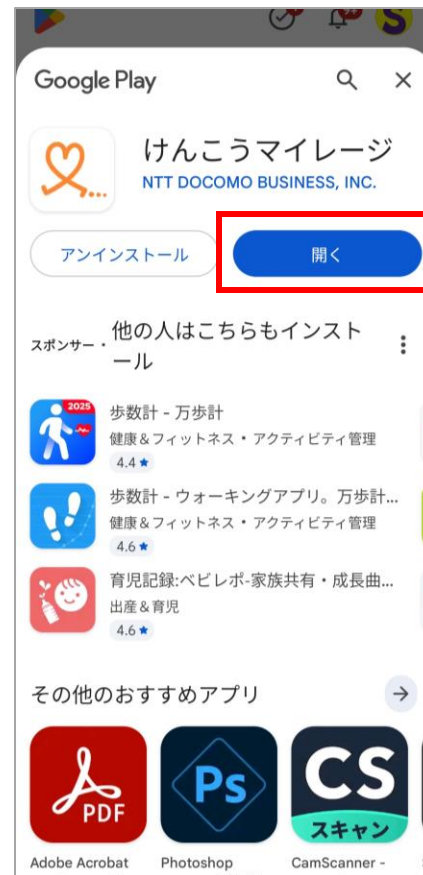 Google Play
けんこうマイレージ
NTT DOCOMO BUSINESS, INC.
アンインストール
開く
スポンサー・
他の人はこちらもインスト
ール
2025
歩数計 - 万歩計
健康＆フィットネス・アクティビティ管理
4.4★
歩数計 - ウォーキングアプリ。万歩計...
健康＆フィットネス・アクティビティ管理
4.6★
育児記録:ベビレポ-家族共有・成長曲...
出産＆育児
4.6★
その他のおすすめアプリ
PDF
Ps
CS
スキャン
Adobe Acrobat
Photoshop
CamScanner -